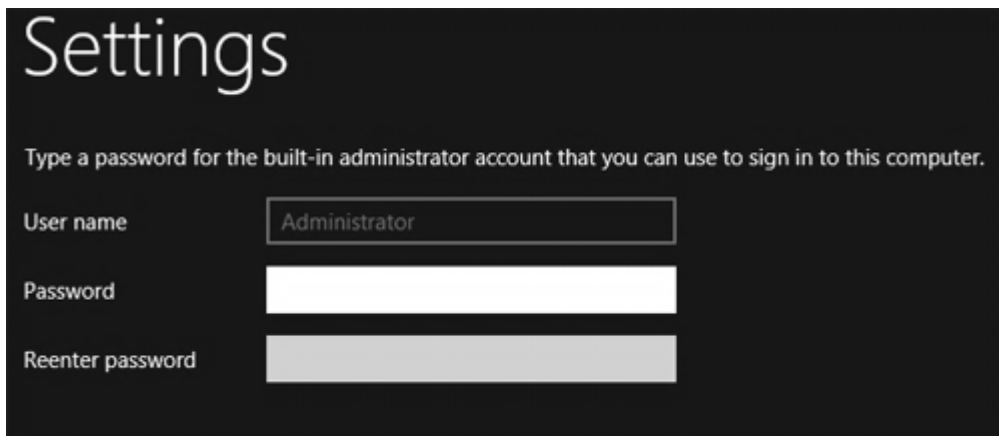 Settings
Type a password for the built-in administrator account that you can use to sign in to this computer.
User name
Administrator
Password
Reenter password